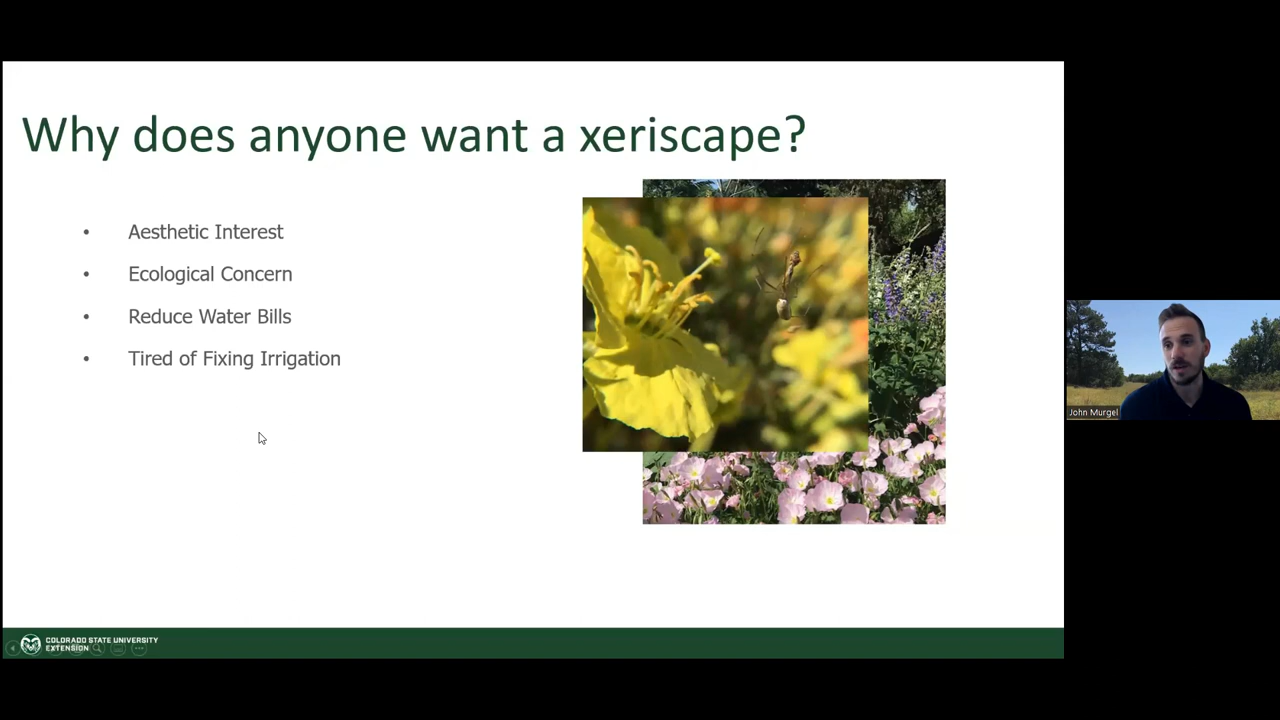 Why does anyone want a xeriscape?
• Aesthetic Interest
• Ecological Concern
• Reduce Water Bills
• Tired of Fixing Irrigation
John Murgel
COLORADO STATE UNIVERSITY
EXTENSION